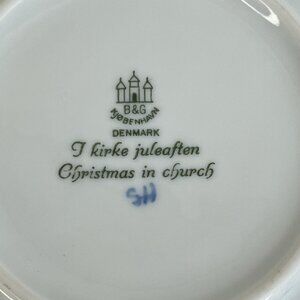 B&G
KJØBENHAVN
DENMARK
I kirke juleaften
Christmas in church
SH